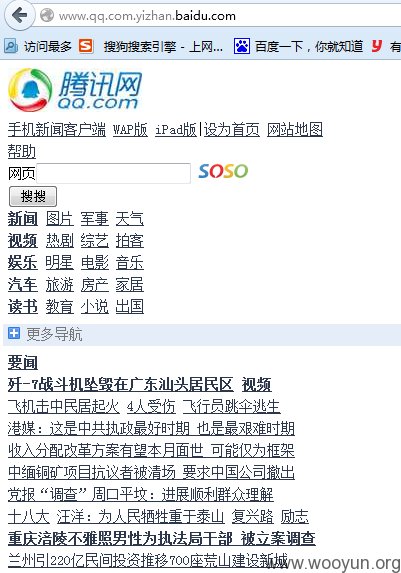 www.qq.com.yizhan.baidu.com
访问最多 搜狗搜索引擎 - 上网... 百度一下，你就知道 有
腾讯网
QQ.com
手机新闻客户端 WAP版 iPad版|设为首页 网站地图
帮助
网页 SOSO
搜搜
新闻 图片 军事 天气
视频 热剧 综艺 拍客
娱乐 明星 电影 音乐
汽车 旅游 房产 家居
读书 教育 小说 出国
更多导航
要闻
歼-7战斗机坠毁在广东汕头居民区 视频
飞机击中民居起火 4人受伤 飞行员跳伞逃生
港媒：这是中共执政最好时期 也是最艰难时期
收入分配改革方案有望本月面世 可能仅为框架
中缅铜矿项目抗议者被清场 要求中国公司撤出
党报“调查”周口平坟：进展顺利群众理解
十八大 汪洋：为人民牺牲重于泰山 复兴路 励志
重庆涪陵不雅照男性为执法局干部 被立案调查
兰州引220亿民间投资推移700座荒山建设新城
www.wooyun.org